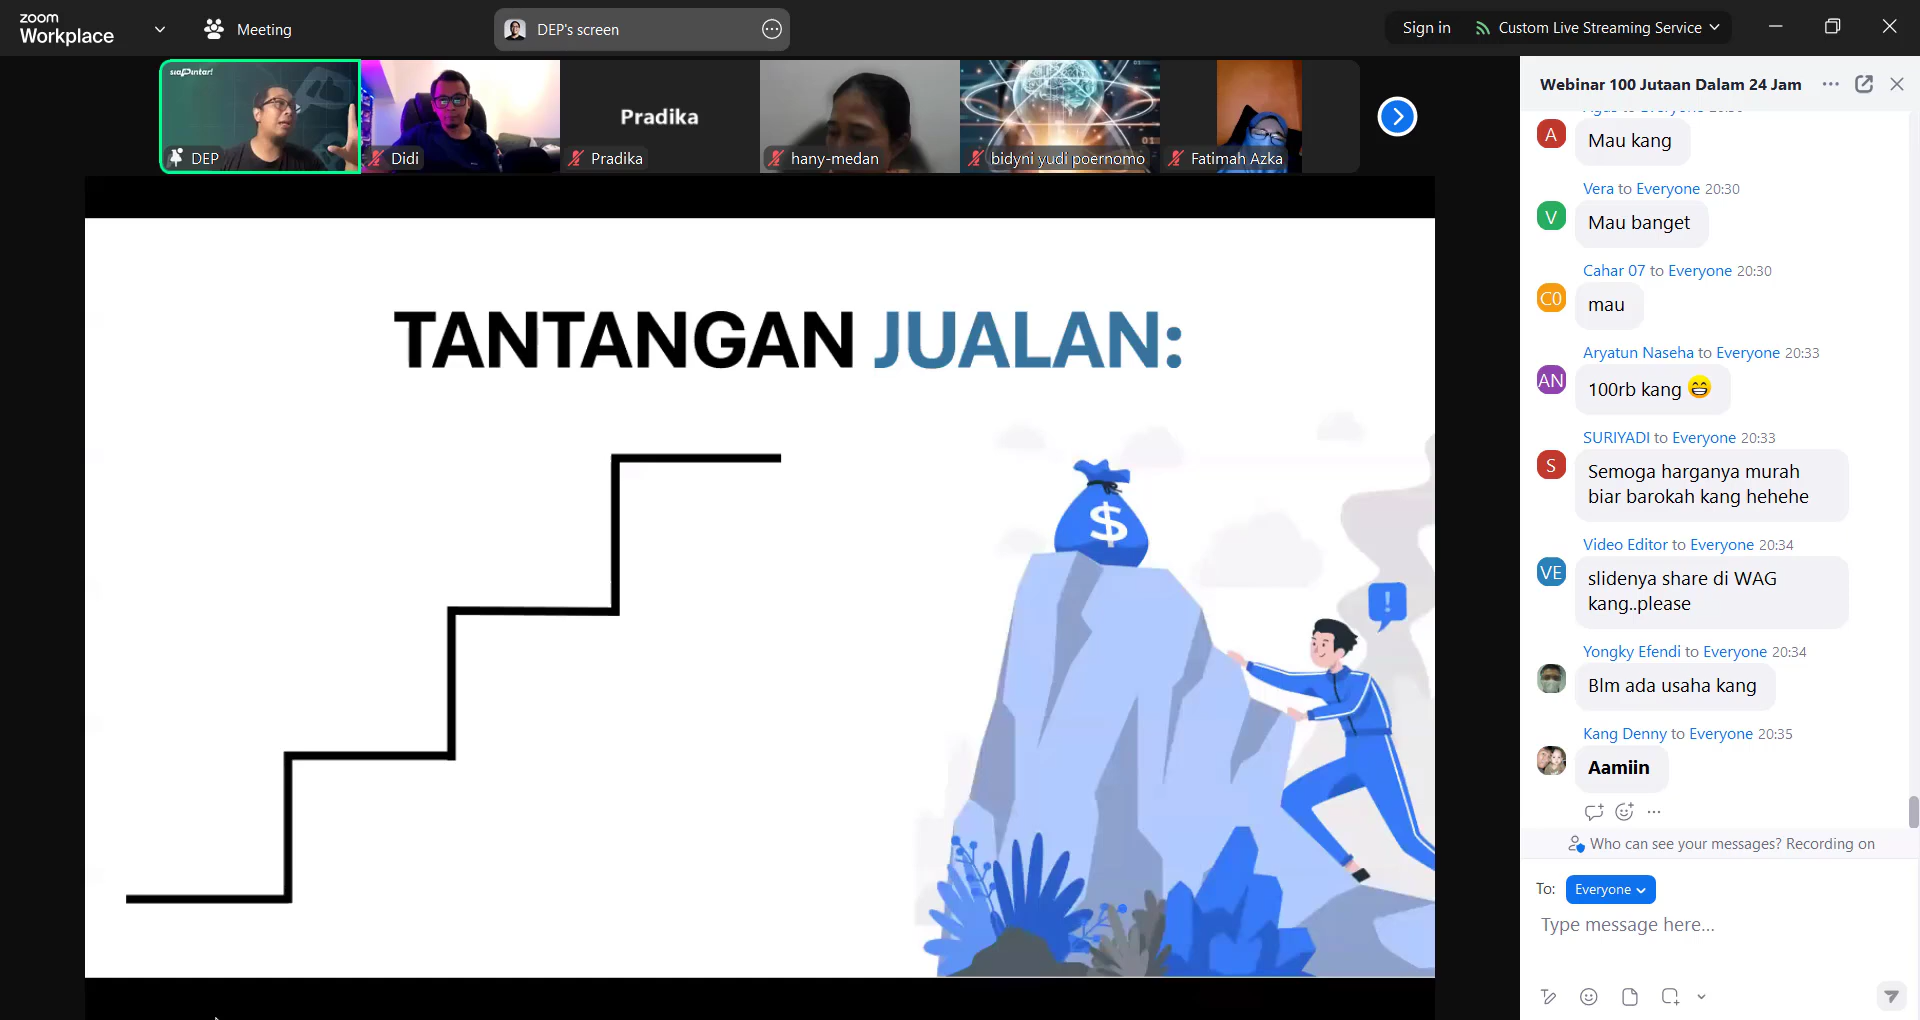 zoom
Workplace
Meeting
DEP's screen
Sign in
Custom Live Streaming Service
siappintar!
DEP
Didi
Pradika
Pradika
hany-medan
bidyni yudi poernomo
Fatimah Azka
TANTANGAN JUALAN:
$
!
Webinar 100 Jutaan Dalam 24 Jam
A
Mau kang
Vera to Everyone 20:30
V
Mau banget
Cahar 07 to Everyone 20:30
C0
mau
Aryatun Naseha to Everyone 20:33
AN
100rb kang 😁
SURIYADI to Everyone 20:33
S
Semoga harganya murah
biar barokah kang hehehe
Video Editor to Everyone 20:34
VE
slidenya share di WAG
kang..please
Yongky Efendi to Everyone 20:34
Blm ada usaha kang
Kang Denny to Everyone 20:35
Aamiin
Who can see your messages? Recording on
To: Everyone
Type message here...